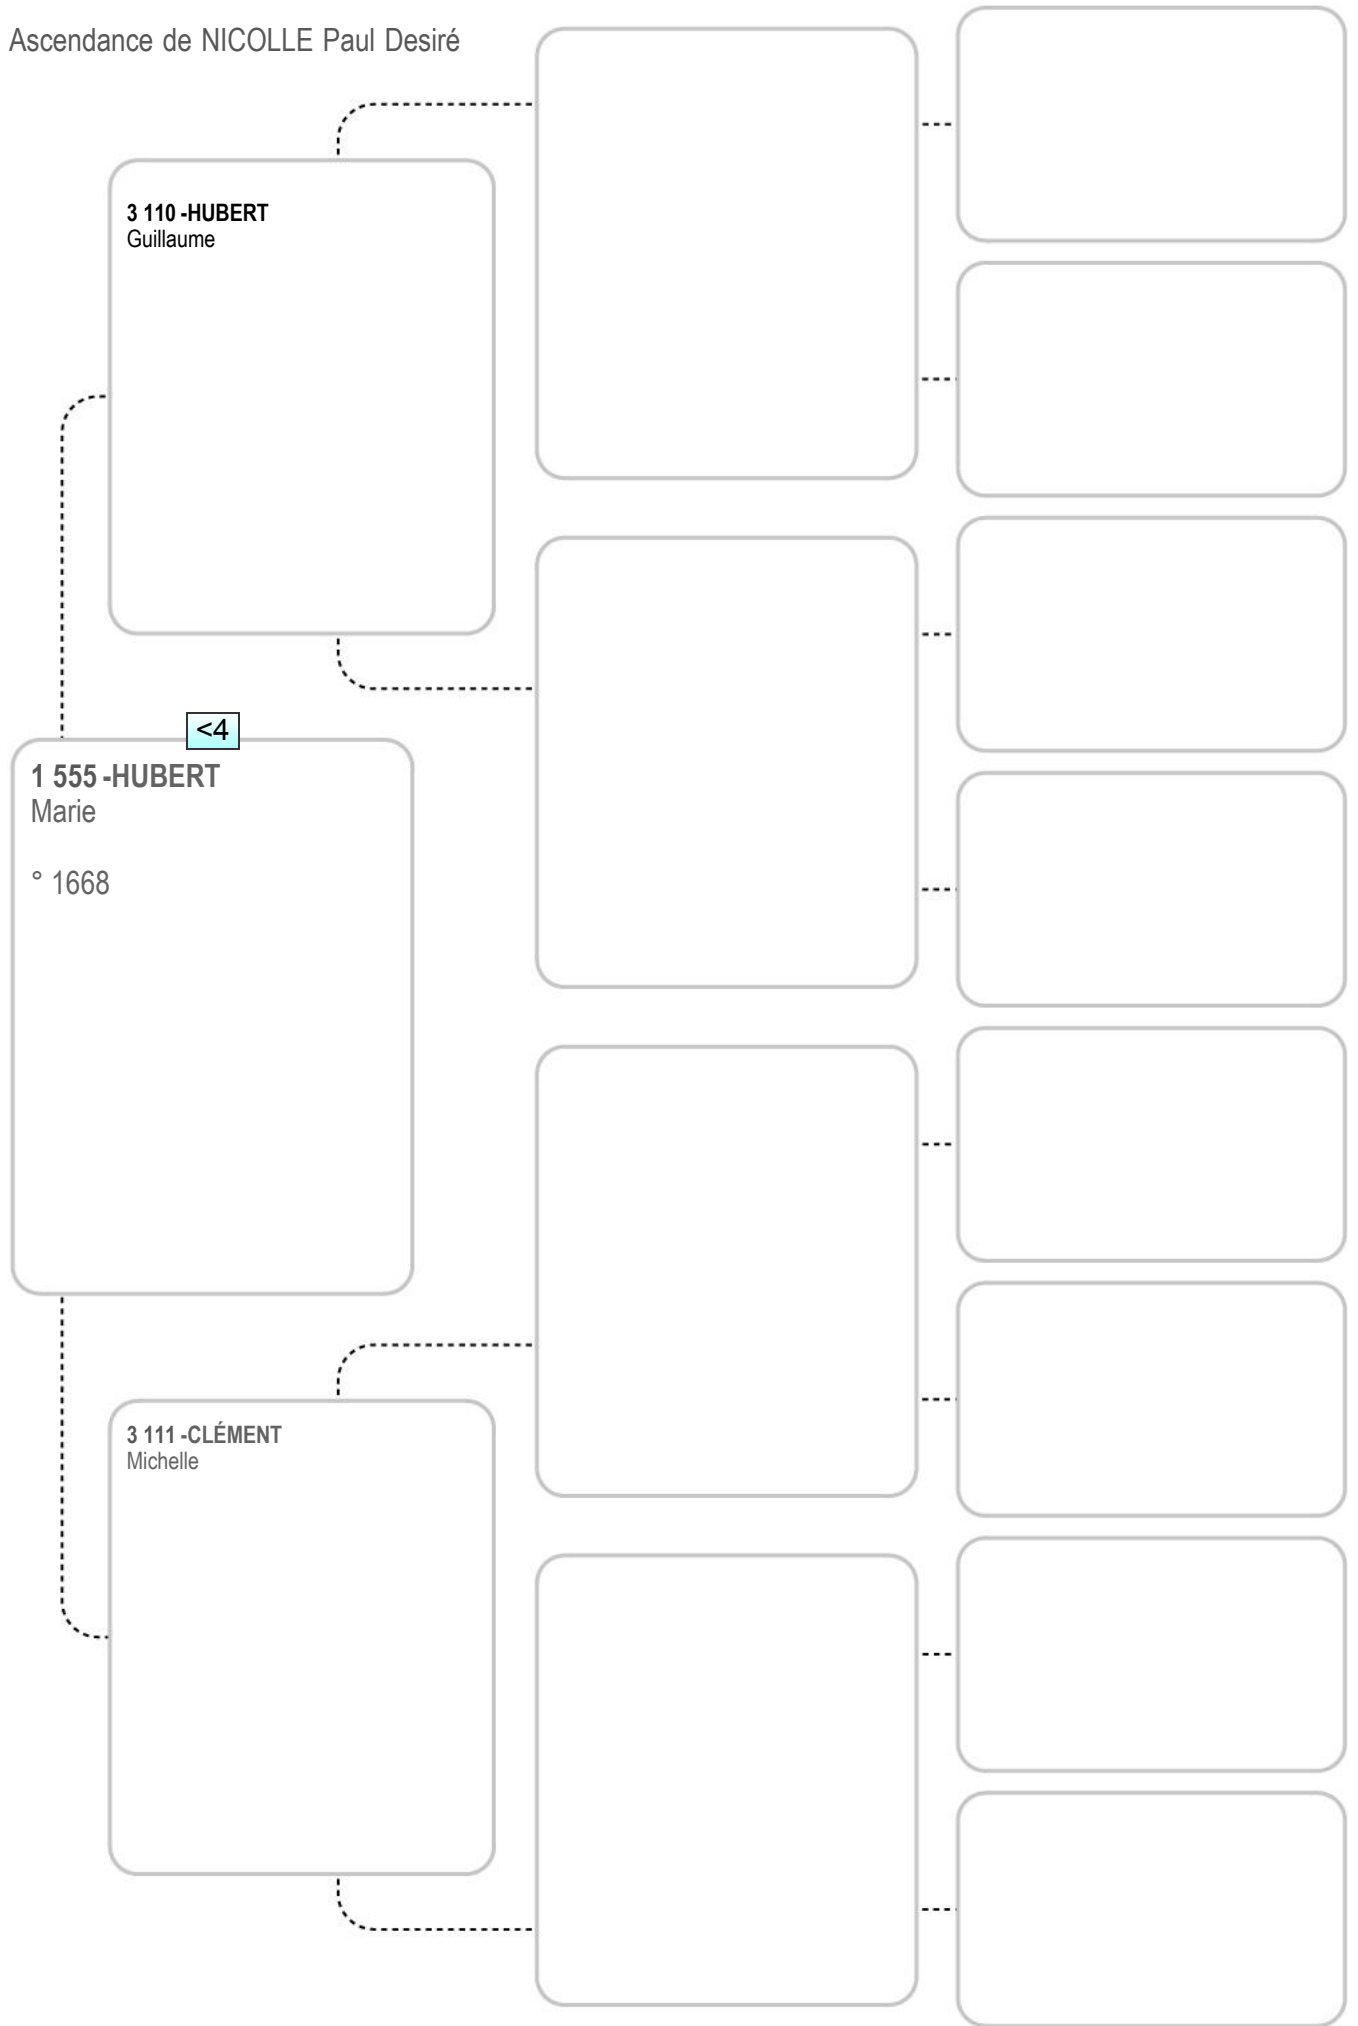 Ascendance de NICOLLE Paul Desiré
3 110 -HUBERT
Guillaume
<4
1 555 -HUBERT
Marie
° 1668
3 111 -CLÉMENT
Michelle